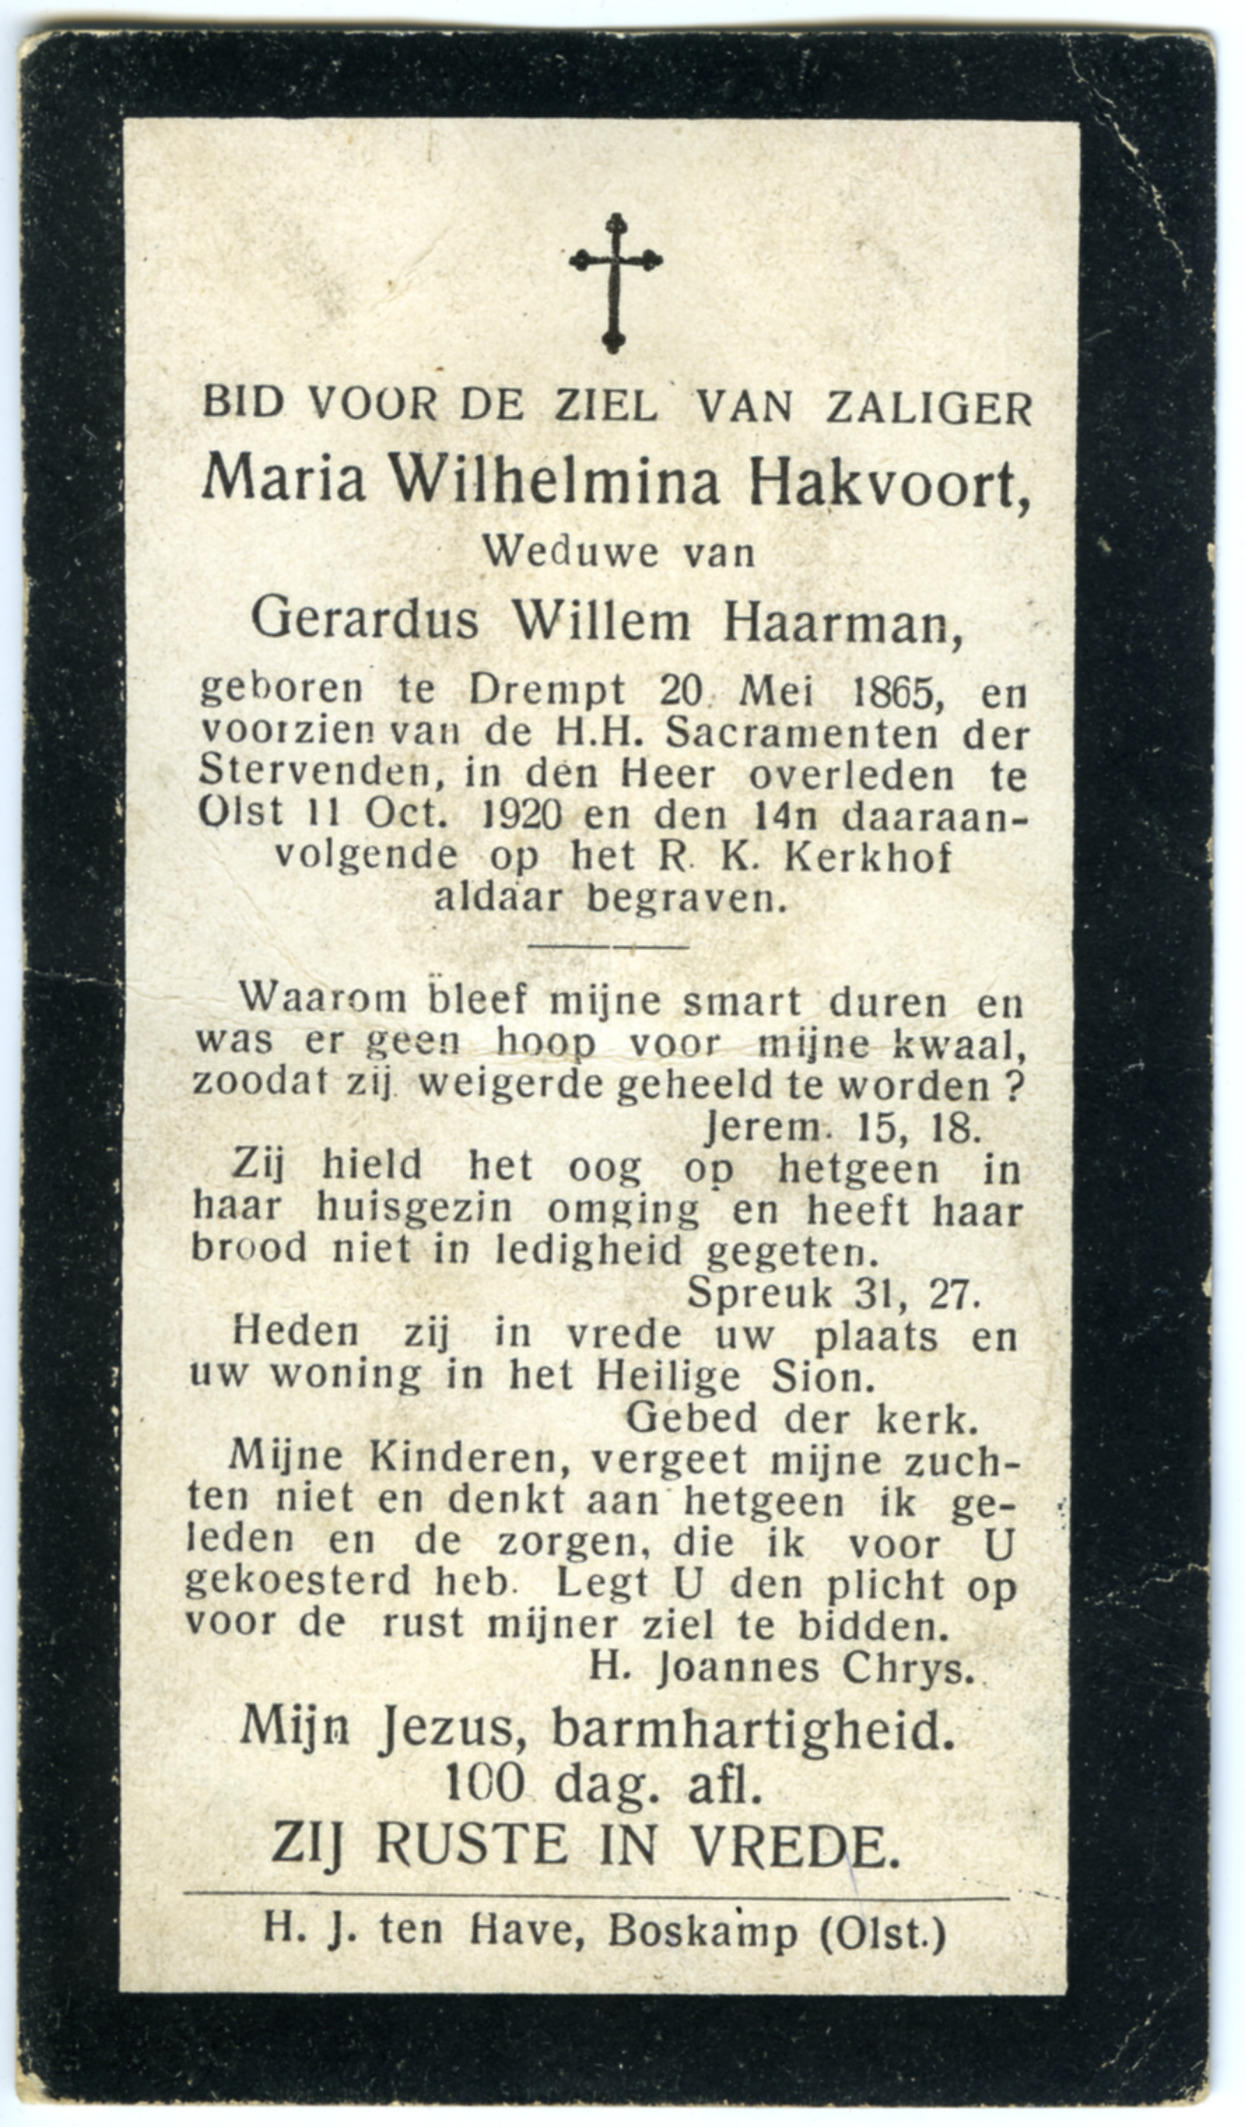 BID VOOR DE ZIEL VAN ZALIGER
Maria Wilhelmina Hakvoort,
Weduwe van
Gerardus Willem Haarman,
geboren te Drempt 20 Mei 1865, en
voorzien van de H.H. Sacramenten der
Stervenden, in den Heer overleden te
Olst 11 Oct. 1920 en den 14n daaraan-
volgende op het R. K. Kerkhof
aldaar begraven.
Waarom bleef mijne smart duren en
was er geen hoop voor mijne kwaal,
zoodat zij weigerde geheeld te worden ?
Jerem. 15, 18.
Zij hield het oog op hetgeen in
haar huisgezin omging en heeft haar
brood niet in ledigheid gegeten.
Spreuk 31, 27.
Heden zij in vrede uw plaats en
uw woning in het Heilige Sion.
Gebed der kerk.
Mijne Kinderen, vergeet mijne zuch-
ten niet en denkt aan hetgeen ik ge-
leden en de zorgen, die ik voor U
gekoesterd heb. Legt U den plicht op
voor de rust mijner ziel te bidden.
H. Joannes Chrys.
Mijn Jezus, barmhartigheid.
100 dag. afl.
ZIJ RUSTE IN VREDE.
H. J. ten Have, Boskamp (Olst.)